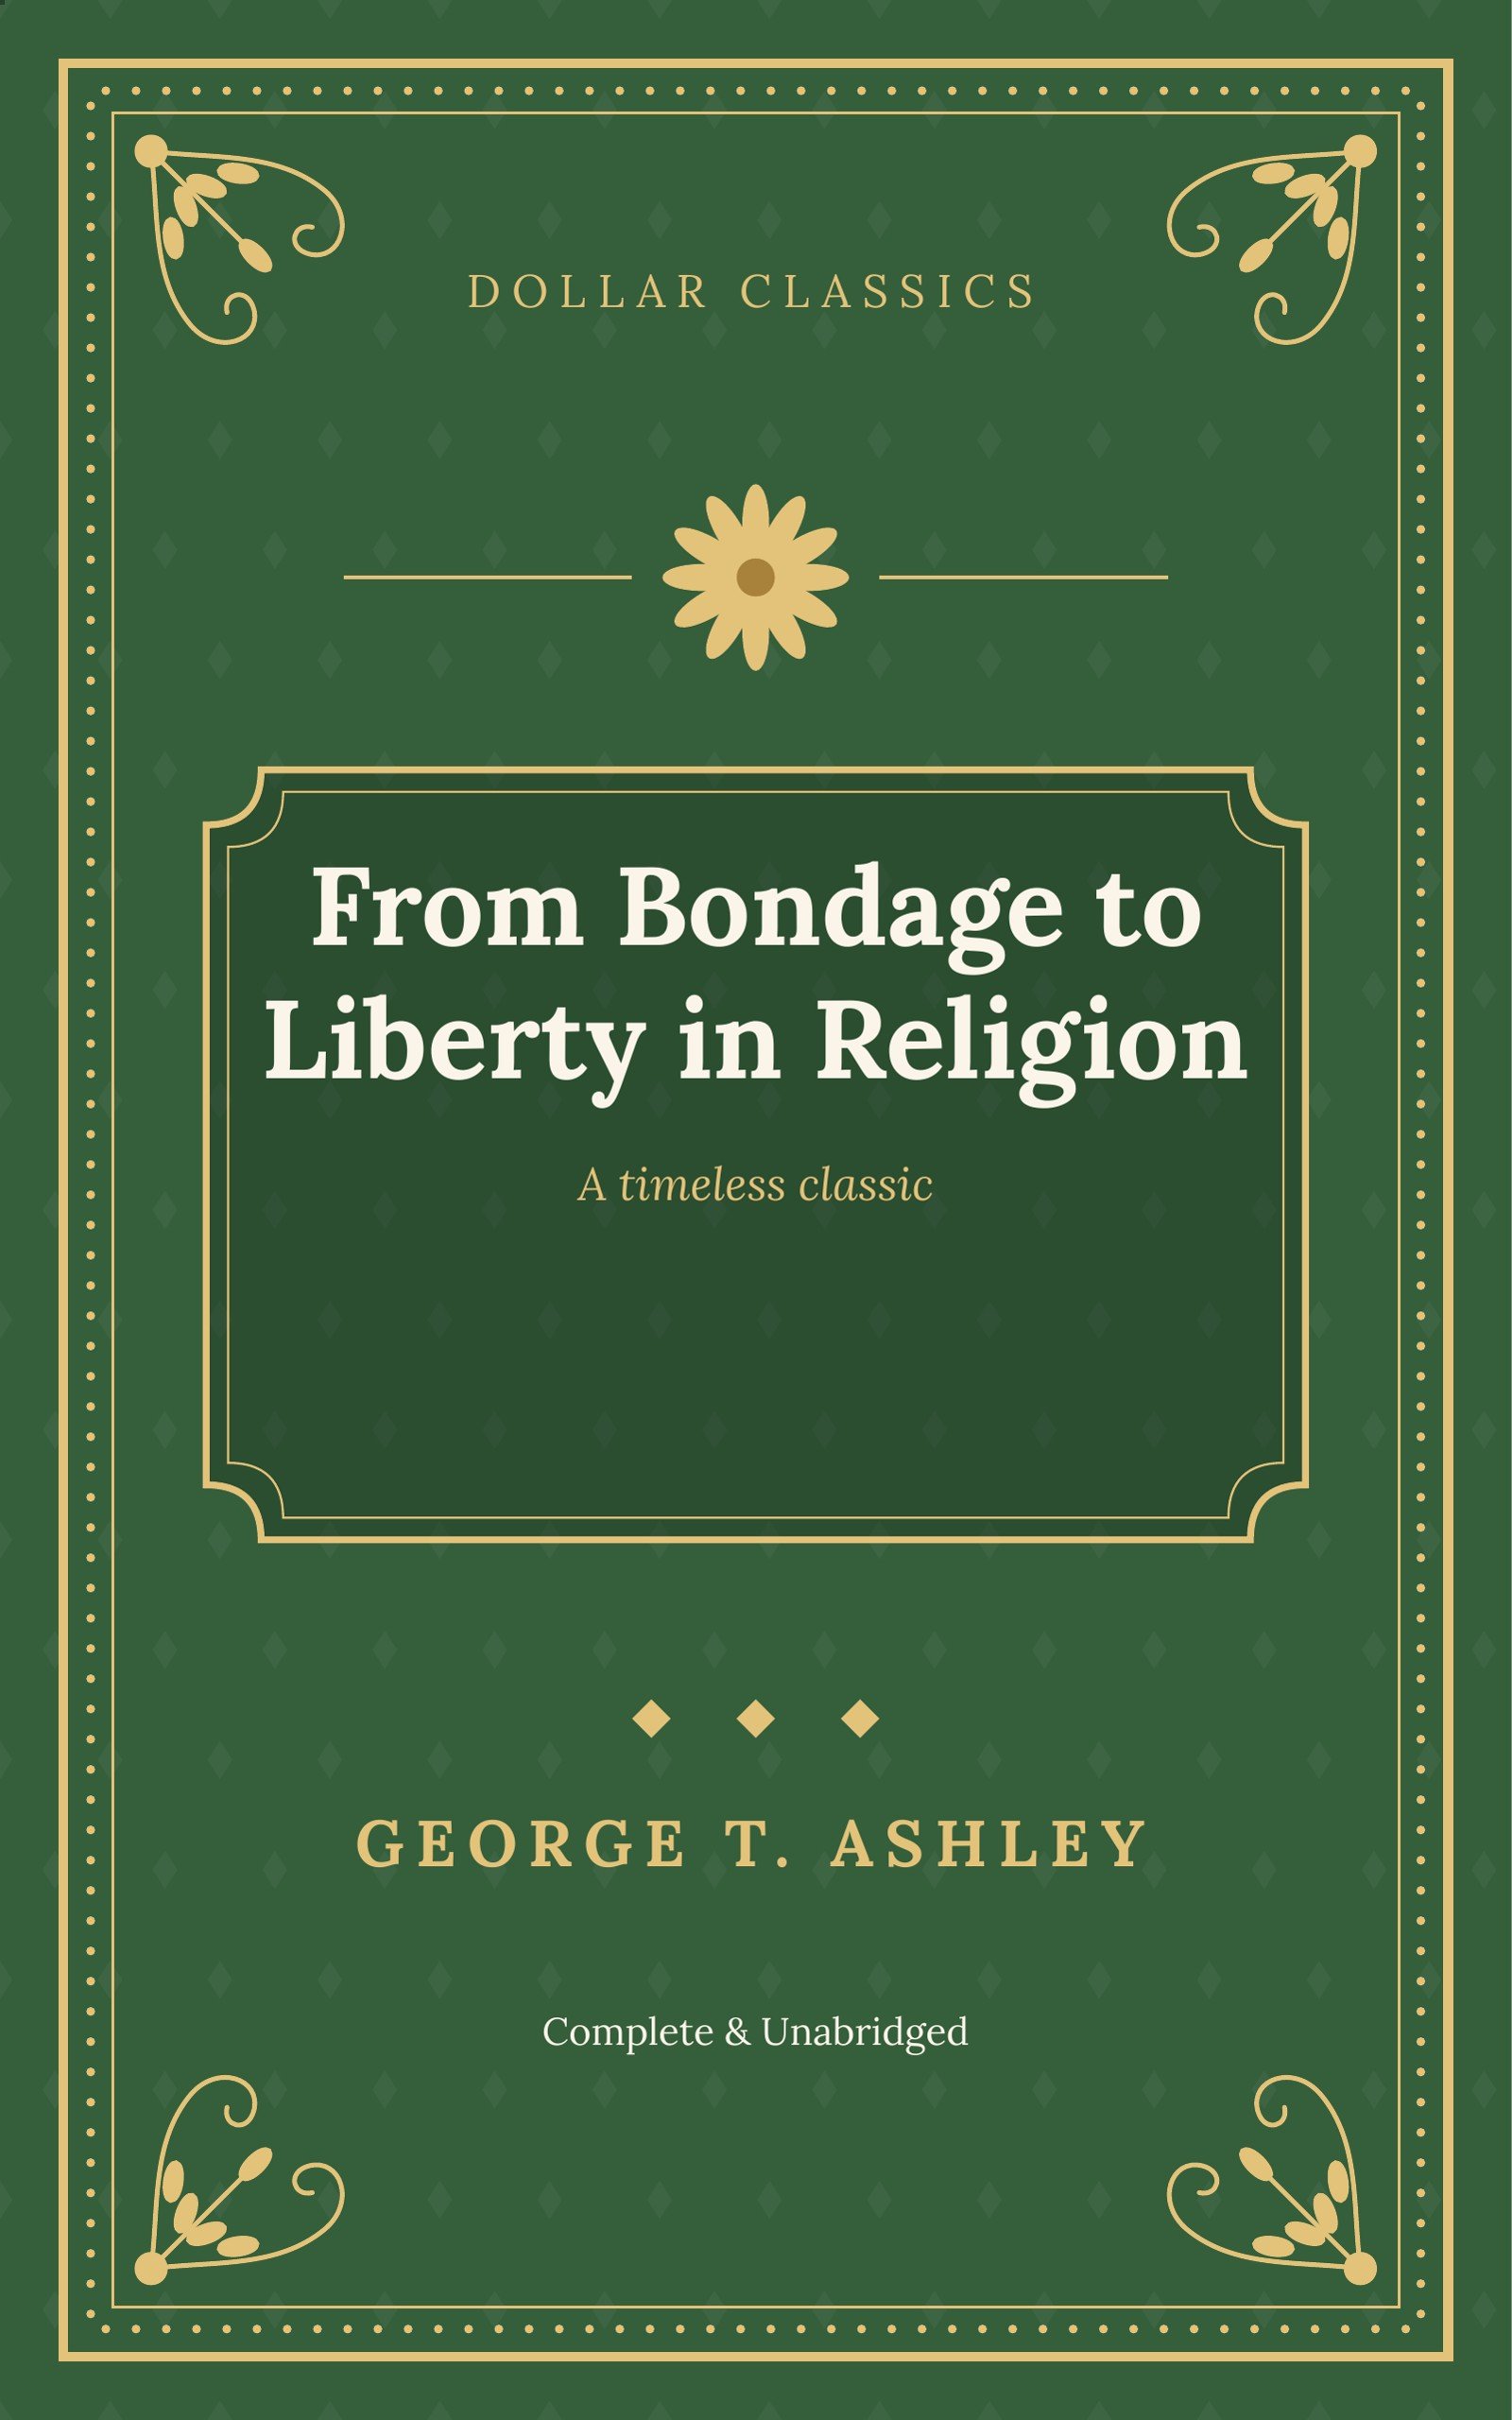 DOLLAR CLASSICS
From Bondage to
Liberty in Religion
A timeless classic
GEORGE T. ASHLEY
Complete & Unabridged